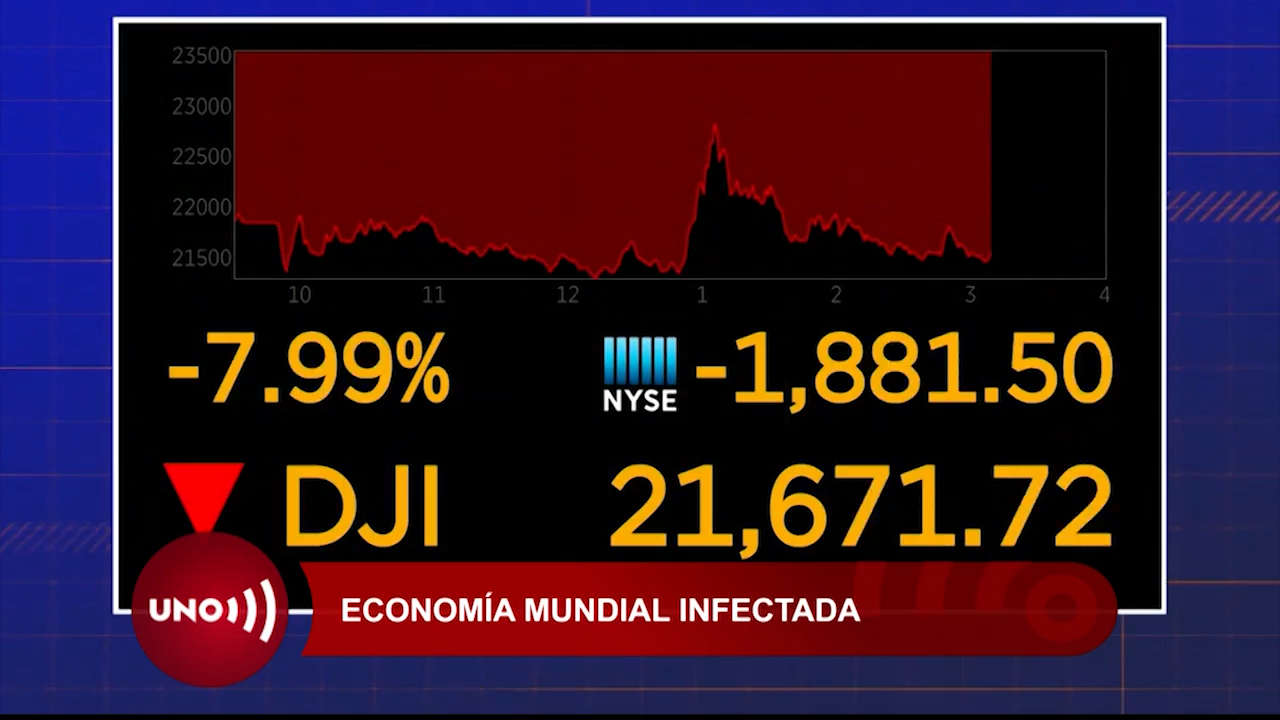 23500
23000
22500
22000
21500
10 11 12 1 2 3 4
-7.99% NYSE -1,881.50
DJI 21,671.72
UNO
ECONOMÍA MUNDIAL INFECTADA